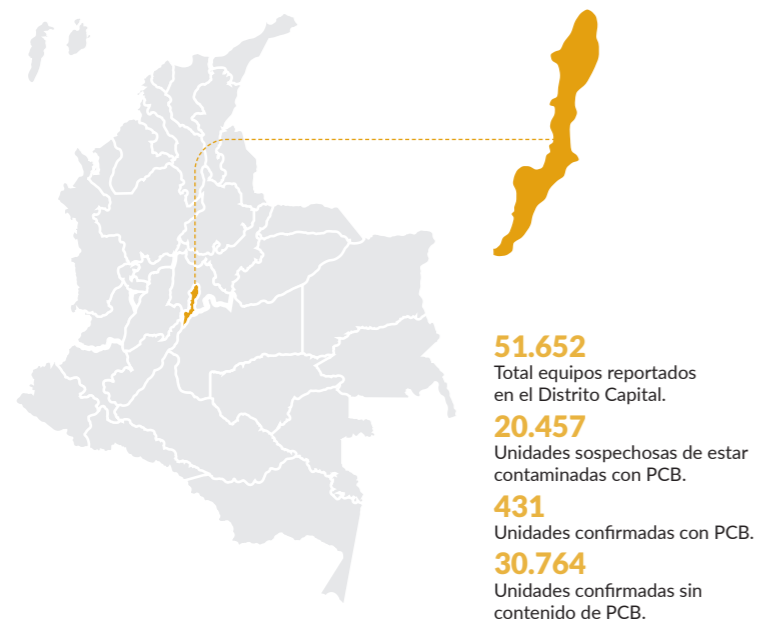 51.652
Total equipos reportados
en el Distrito Capital.
20.457
Unidades sospechosas de estar
contaminadas con PCB.
431
Unidades confirmadas con PCB.
30.764
Unidades confirmadas sin
contenido de PCB.